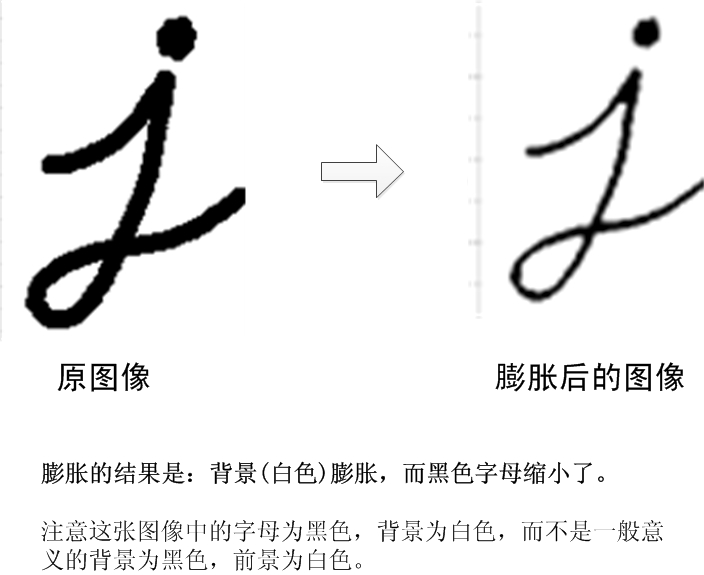 原图像
膨胀后的图像
膨胀的结果是：背景(白色)膨胀，而黑色字母缩小了。
注意这张图像中的字母为黑色，背景为白色，而不是一般意
义的背景为黑色，前景为白色。